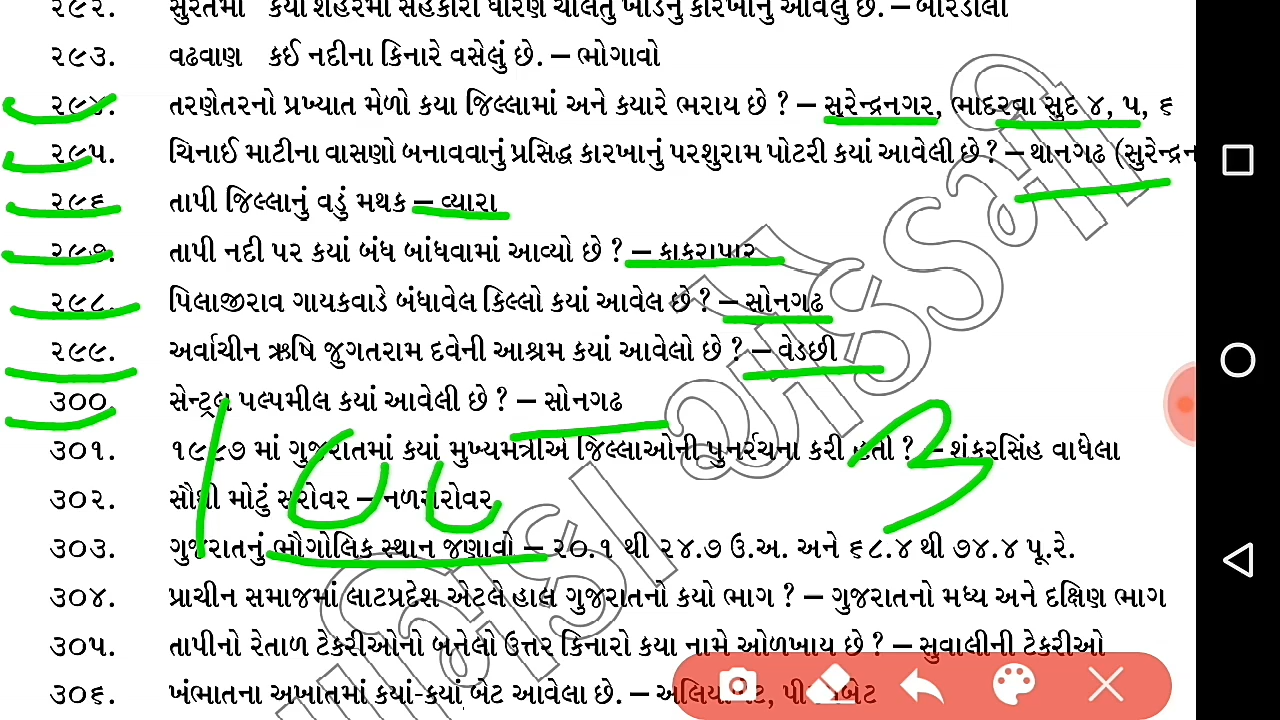 ૨૯૨. સુરતમાં કયા શહેરમાં સહકારી ધોરણે ચાલતું ખાંડનું કારખાનું આવેલું છે. – બારડોલી
૨૯૩. વઢવાણ કઈ નદીના કિનારે વસેલું છે. – ભોગાવો
૨૯૪. તરણેતરનો પ્રખ્યાત મેળો કયા જિલ્લામાં અને કયારે ભરાય છે ? – સુરેન્દ્રનગર, ભાદરવા સુદ ૪, ૫, ૬
૨૯૫. ચિનાઈ માટીના વાસણો બનાવવાનું પ્રસિદ્ધ કારખાનું પરશુરામ પોટરી કયાં આવેલી છે ? – થાનગઢ (સુરેન્દ્રન
૨૯૬. તાપી જિલ્લાનું વડું મથક – વ્યારા
૨૯૭. તાપી નદી પર કયાં બંધ બાંધવામાં આવ્યો છે ? – કાકરાપાર
૨૯૮. પિલાજીરાવ ગાયકવાડે બંધાવેલ કિલ્લો કયાં આવેલ છે ? – સોનગઢ
૨૯૯. અર્વાચીન ઋષિ જુગતરામ દવેની આશ્રમ કયાં આવેલો છે ? – વેડછી
૩૦૦. સેન્ટ્રલ પલ્પમીલ કયાં આવેલી છે ? – સોનગઢ
૩૦૧. ૧૯૯૭ માં ગુજરાતમાં કયાં મુખ્યમંત્રીએ જિલ્લાઓની પુનર્રચના કરી હતી ? – શંકરસિંહ વાઘેલા
૩૦૨. સૌથી મોટું સરોવર – નળસરોવર
100 3
૩૦૩. ગુજરાતનું ભૌગોલિક સ્થાન જણાવો – ૨૦.૧ થી ૨૪.૭ ઉ.અ. અને ૬૮.૪ થી ૭૪.૪ પૂ.રે.
૩૦૪. પ્રાચીન સમાજમાં લાટપ્રદેશ એટલે હાલ ગુજરાતનો કયો ભાગ ? – ગુજરાતનો મધ્ય અને દક્ષિણ ભાગ
૩૦૫. તાપીનો રેતાળ ટેકરીઓનો બનેલો ઉત્તર કિનારો કયા નામે ઓળખાય છે ? – સુવાલીની ટેકરીઓ
૩૦૬. ખંભાતના અખાતમાં કયાં-કયાં બેટ આવેલા છે. –